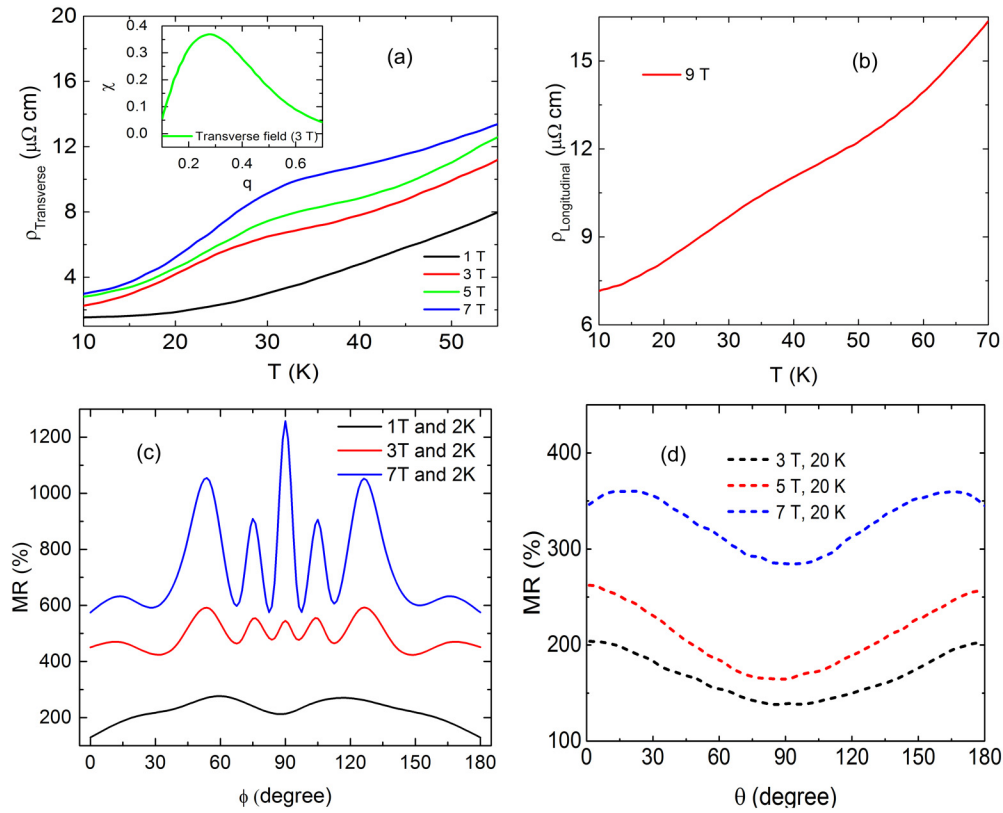 (a)
ρTransverse (μΩ cm)
20
16
12
8
4
10
20
30
40
50
T (K)
χ
0.4
0.3
0.2
0.1
0.0
Transverse field (3 T)
0.2
0.4
0.6
q
1 T
3 T
5 T
7 T
(b)
ρLongitudinal (μΩ cm)
15
12
9
6
10
20
30
40
50
60
70
T (K)
9 T
(c)
MR (%)
1200
1000
800
600
400
200
0
30
60
90
120
150
180
ϕ (degree)
1T and 2K
3T and 2K
7T and 2K
(d)
MR (%)
400
300
200
100
0
30
60
90
120
150
180
θ (degree)
3 T, 20 K
5 T, 20 K
7 T, 20 K